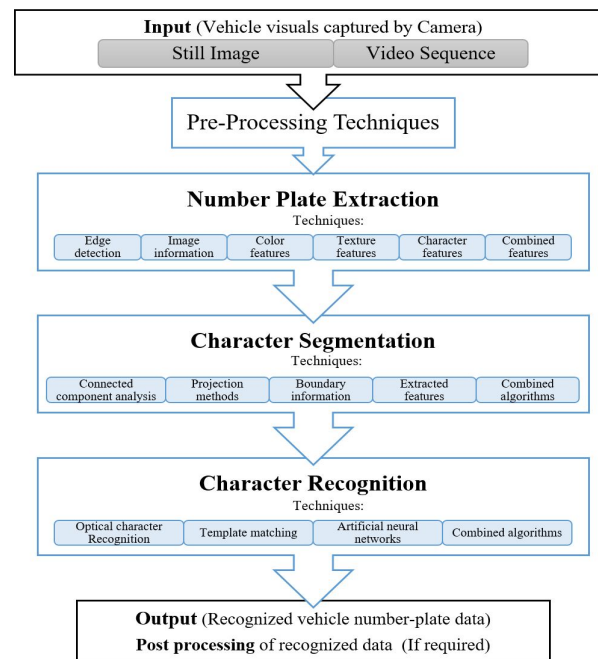 Input (Vehicle visuals captured by Camera)
Still Image Video Sequence
Pre-Processing Techniques
Number Plate Extraction
Techniques:
Edge detection
Image information
Color features
Texture features
Character features
Combined features
Character Segmentation
Techniques:
Connected component analysis
Projection methods
Boundary information
Extracted features
Combined algorithms
Character Recognition
Techniques:
Optical character Recognition
Template matching
Artificial neural networks
Combined algorithms
Output (Recognized vehicle number-plate data)
Post processing of recognized data (If required)